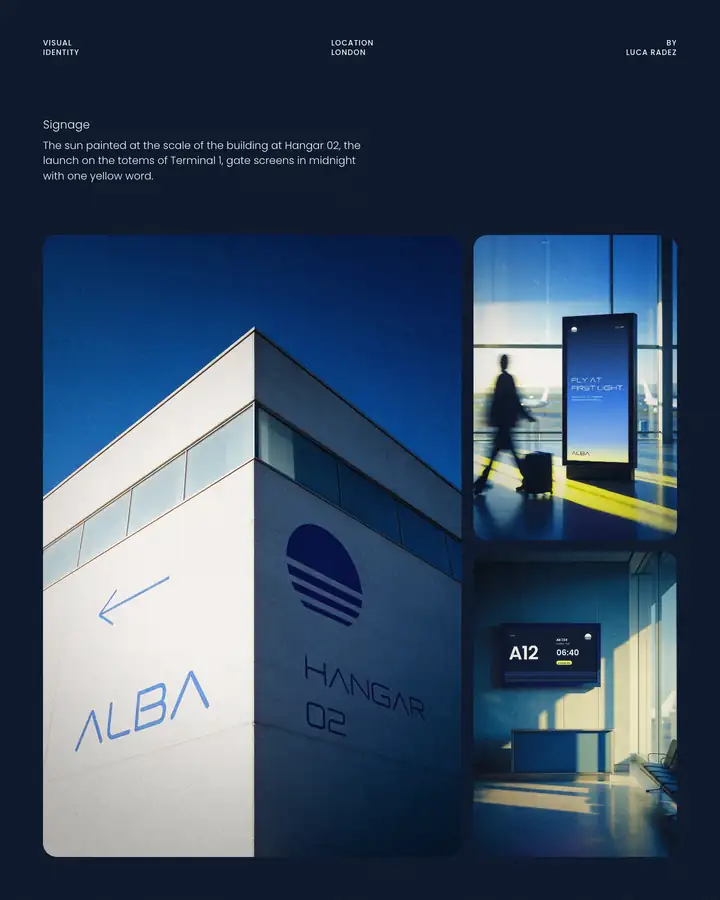 VISUAL
IDENTITY
LOCATION
LONDON
BY
LUCA RADEZ
Signage
The sun painted at the scale of the building at Hangar 02, the
launch on the totems of Terminal 1, gate screens in midnight
with one yellow word.
ALBA
HANGAR
02
FLY AT
FIRST LIGHT.
ALBA
A12
06:40